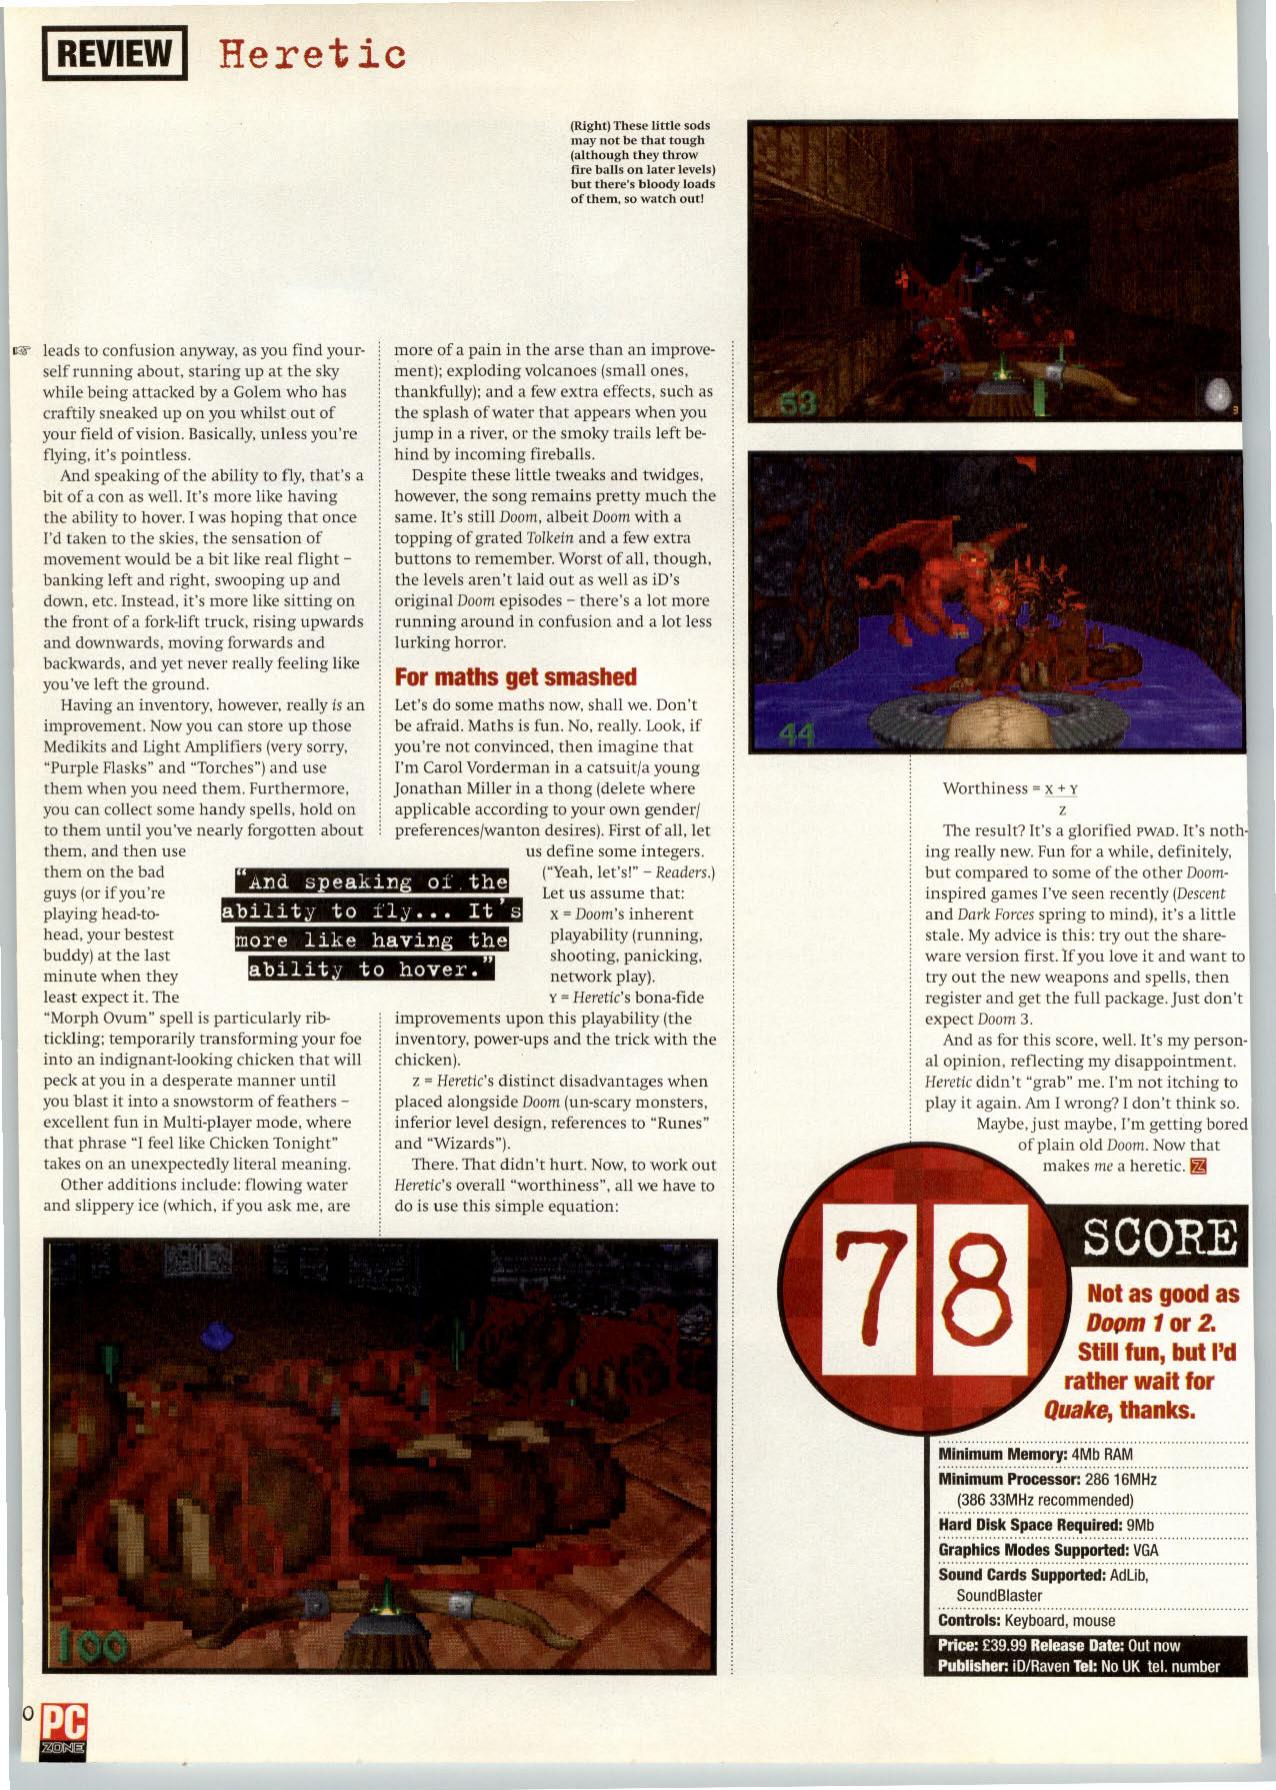 REVIEW Heretic
(Right) These little sods
may not be that tough
(although they throw
fire balls on later levels)
but there's bloody loads
of them, so watch out!
53
3
44
leads to confusion anyway, as you find your-
self running about, staring up at the sky
while being attacked by a Golem who has
craftily sneaked up on you whilst out of
your field of vision. Basically, unless you're
flying, it's pointless.
And speaking of the ability to fly, that's a
bit of a con as well. It's more like having
the ability to hover. I was hoping that once
I'd taken to the skies, the sensation of
movement would be a bit like real flight –
banking left and right, swooping up and
down, etc. Instead, it's more like sitting on
the front of a fork-lift truck, rising upwards
and downwards, moving forwards and
backwards, and yet never really feeling like
you've left the ground.
Having an inventory, however, really is an
improvement. Now you can store up those
Medikits and Light Amplifiers (very sorry,
“Purple Flasks” and “Torches”) and use
them when you need them. Furthermore,
you can collect some handy spells, hold on
to them until you've nearly forgotten about
them, and then use
them on the bad
guys (or if you're
playing head-to-
head, your bestest
buddy) at the last
minute when they
least expect it. The
“Morph Ovum” spell is particularly rib-
tickling; temporarily transforming your foe
into an indignant-looking chicken that will
peck at you in a desperate manner until
you blast it into a snowstorm of feathers –
excellent fun in Multi-player mode, where
that phrase “I feel like Chicken Tonight”
takes on an unexpectedly literal meaning.
Other additions include: flowing water
and slippery ice (which, if you ask me, are
“And speaking of the
ability to fly... It's
more like having the
ability to hover.”
more of a pain in the arse than an improve-
ment); exploding volcanoes (small ones,
thankfully); and a few extra effects, such as
the splash of water that appears when you
jump in a river, or the smoky trails left be-
hind by incoming fireballs.
Despite these little tweaks and twidges,
however, the song remains pretty much the
same. It's still Doom, albeit Doom with a
topping of grated Tolkein and a few extra
buttons to remember. Worst of all, though,
the levels aren't laid out as well as iD's
original Doom episodes – there's a lot more
running around in confusion and a lot less
lurking horror.
For maths get smashed
Let's do some maths now, shall we. Don't
be afraid. Maths is fun. No, really. Look, if
you're not convinced, then imagine that
I'm Carol Vorderman in a catsuit/a young
Jonathan Miller in a thong (delete where
applicable according to your own gender/
preferences/wanton desires). First of all, let
us define some integers.
(“Yeah, let's!” – Readers.)
Let us assume that:
X = Doom's inherent
playability (running,
shooting, panicking,
network play).
Y = Heretic's bona-fide
improvements upon this playability (the
inventory, power-ups and the trick with the
chicken).
Z = Heretic's distinct disadvantages when
placed alongside Doom (un-scary monsters,
inferior level design, references to “Runes”
and “Wizards”).
There. That didn't hurt. Now, to work out
Heretic's overall “worthiness”, all we have to
do is use this simple equation:
Worthiness = X + Y
Z
The result? It's a glorified PWAD. It's noth-
ing really new. Fun for a while, definitely,
but compared to some of the other Doom-
inspired games I've seen recently (Descent
and Dark Forces spring to mind), it's a little
stale. My advice is this: try out the share-
ware version first. If you love it and want to
try out the new weapons and spells, then
register and get the full package. Just don't
expect Doom 3.
And as for this score, well. It's my person-
al opinion, reflecting my disappointment.
Heretic didn't “grab” me. I'm not itching to
play it again. Am I wrong? I don't think so.
Maybe, just maybe, I'm getting bored
of plain old Doom. Now that
makes me a heretic. Z
100
78
SCORE
Not as good as
Doom 1 or 2.
Still fun, but I'd
rather wait for
Quake, thanks.
Minimum Memory: 4Mb RAM
Minimum Processor: 286 16MHz
(386 33MHz recommended)
Hard Disk Space Required: 9Mb
Graphics Modes Supported: VGA
Sound Cards Supported: AdLib,
SoundBlaster
Controls: Keyboard, mouse
Price: £39.99 Release Date: Out now
Publisher: iD/Raven Tel: No UK tel. number
0 PC
ZONE